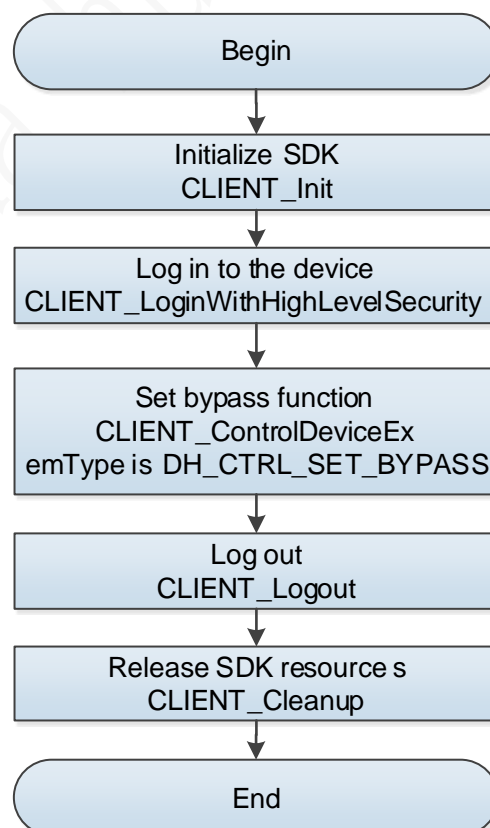 Begin
Initialize SDK
CLIENT_Init
Log in to the device
CLIENT_LoginWithHighLevelSecurity
Set bypass function
CLIENT_ControlDeviceEx
emType is DH_CTRL_SET_BYPASS
Log out
CLIENT_Logout
Release SDK resources
CLIENT_Cleanup
End